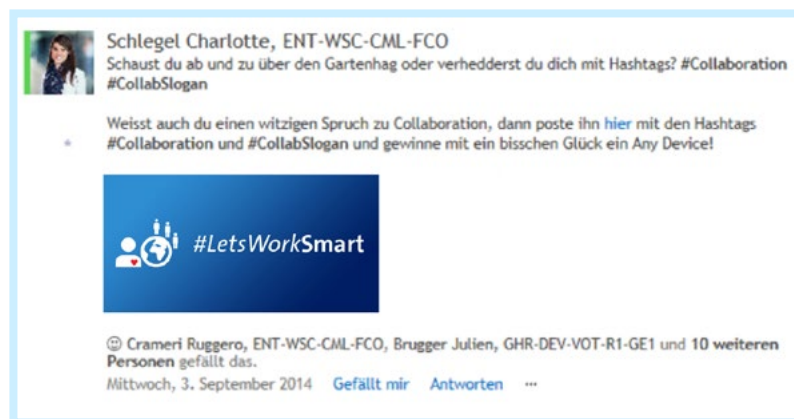 Schlegel Charlotte, ENT-WSC-CML-FCO
Schaust du ab und zu über den Gartenhag oder verhedderst du dich mit Hashtags? #Collaboration
#CollabSlogan
Weisst auch du einen witzigen Spruch zu Collaboration, dann poste ihn hier mit den Hashtags
#Collaboration und #CollabSlogan und gewinne mit ein bisschen Glück ein Any Device!
#LetsWorkSmart
Crameri Ruggero, ENT-WSC-CML-FCO, Brugger Julien, GHR-DEV-VOT-R1-GE1 und 10 weiteren
Personen gefällt das.
Mittwoch, 3. September 2014 Gefällt mir Antworten ...